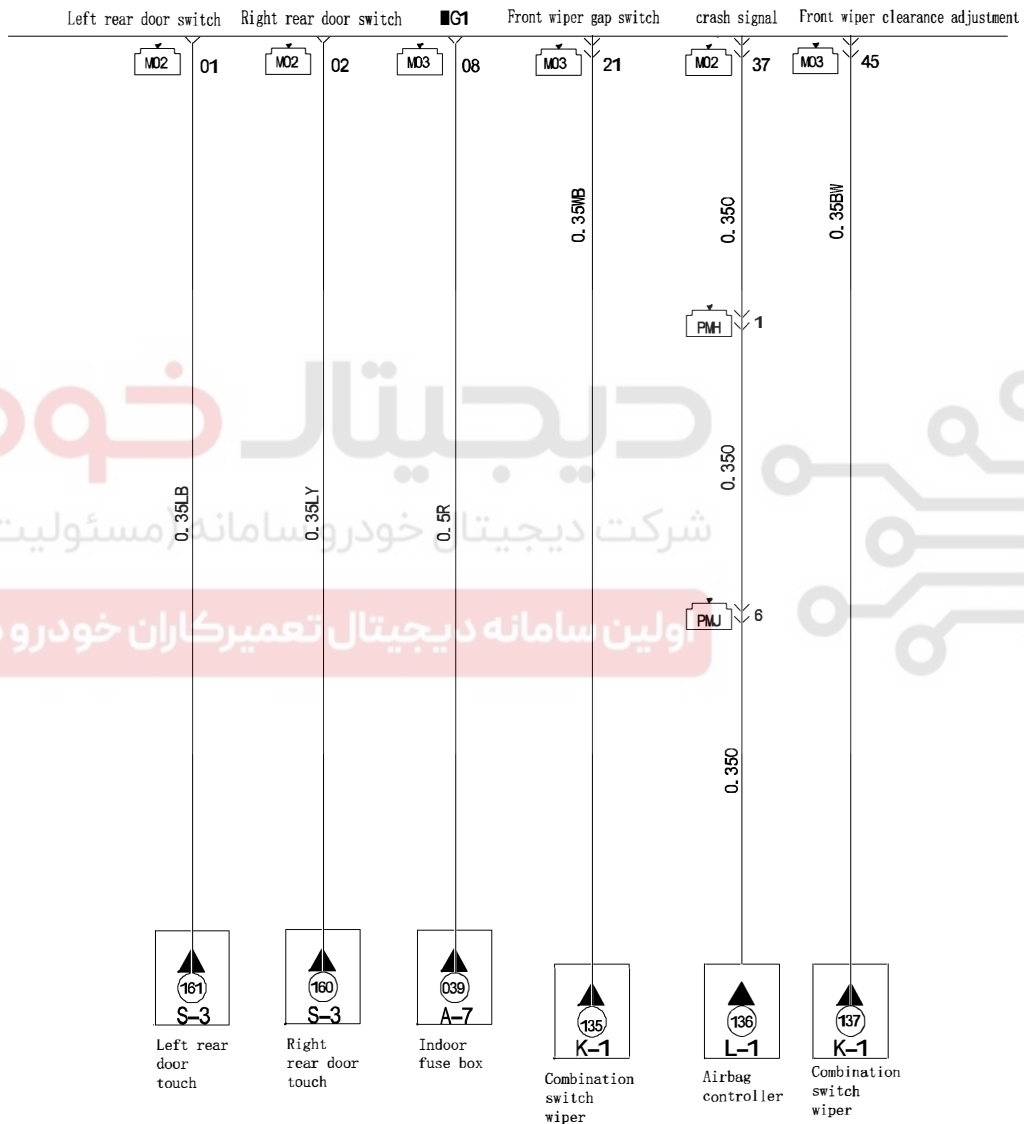 Left rear door switch
Right rear door switch
■G1
Front wiper gap switch
crash signal
Front wiper clearance adjustment
M02 01
M02 02
M03 08
M03 21
M02 37
M03 45
0.35WB
0.350
0.35BW
PMH 1
دیجیتال خودرو
0.350
0.35LB
0.35LY
0.5R
شرکت دیجیتال خودرو سامانه (مسئولیت
PMJ 6
اولین سامانه دیجیتال تعمیرکاران خودرو
0.350
161
S-3
160
S-3
039
A-7
135
K-1
136
L-1
137
K-1
Left rear
door
touch
Right
rear door
touch
Indoor
fuse box
Combination
switch
wiper
Airbag
controller
Combination
switch
wiper